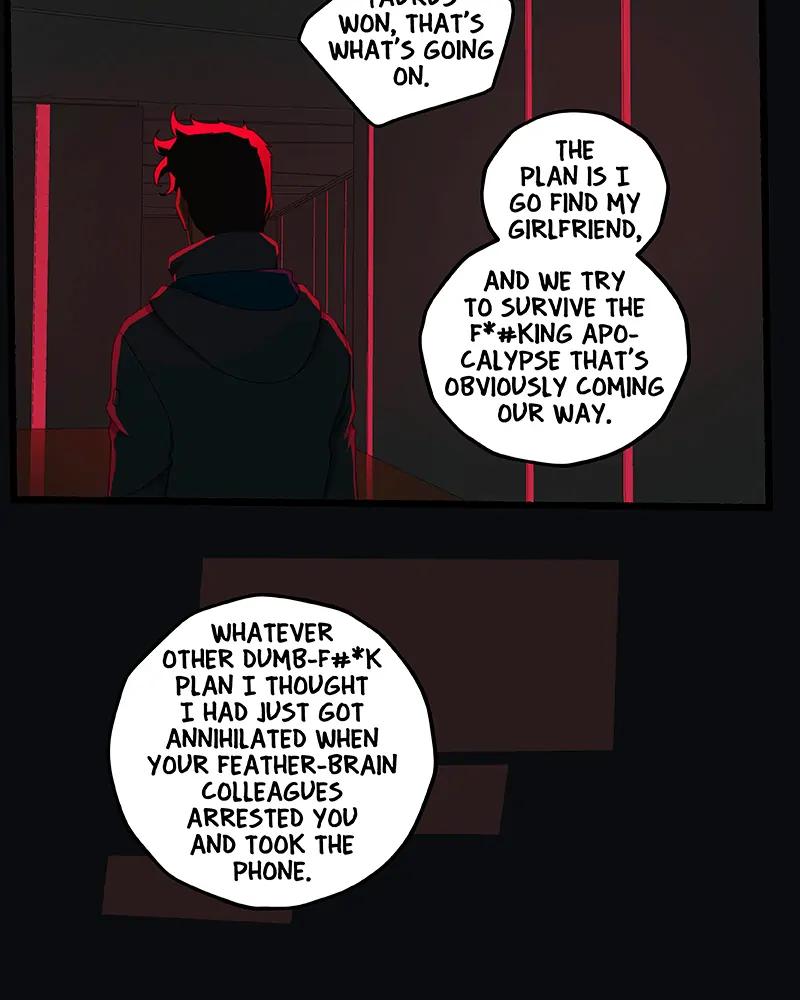 WON, THAT'S
WHAT'S GOING
ON.
THE
PLAN IS I
GO FIND MY
GIRLFRIEND,
AND WE TRY
TO SURVIVE THE
F*#KING APO-
CALYPSE THAT'S
OBVIOUSLY COMING
OUR WAY.
WHATEVER
OTHER DUMB-F#*K
PLAN I THOUGHT
I HAD JUST GOT
ANNIHILATED WHEN
YOUR FEATHER-BRAIN
COLLEAGUES
ARRESTED YOU
AND TOOK THE
PHONE.